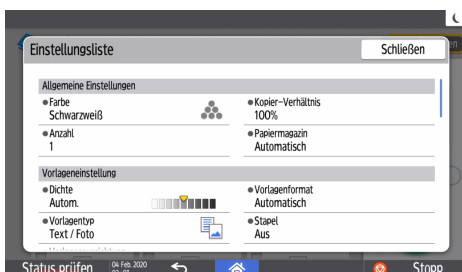 Einstellungsliste
Schließen
Allgemeine Einstellungen
Farbe
Schwarzweiß
Kopier-Verhältnis
100%
Anzahl
1
Papiermagazin
Automatisch
Vorlageneinstellung
Dichte
Autom.
Vorlagenformat
Automatisch
Vorlagentyp
Text / Foto
Stapel
Aus
Status prüfen
04 Feb. 2020
Stopp